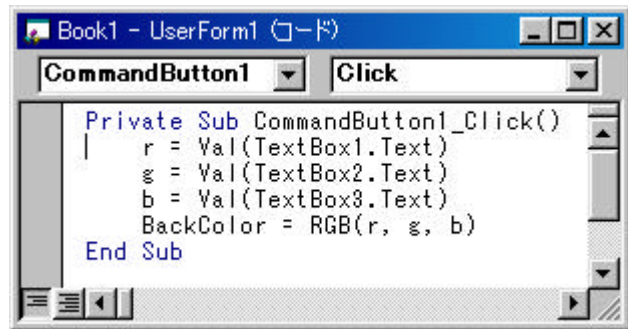 Book1 - UserForm1 (コード)
CommandButton1 Click
Private Sub CommandButton1_Click()
    r = Val(TextBox1.Text)
    g = Val(TextBox2.Text)
    b = Val(TextBox3.Text)
    BackColor = RGB(r, g, b)
End Sub